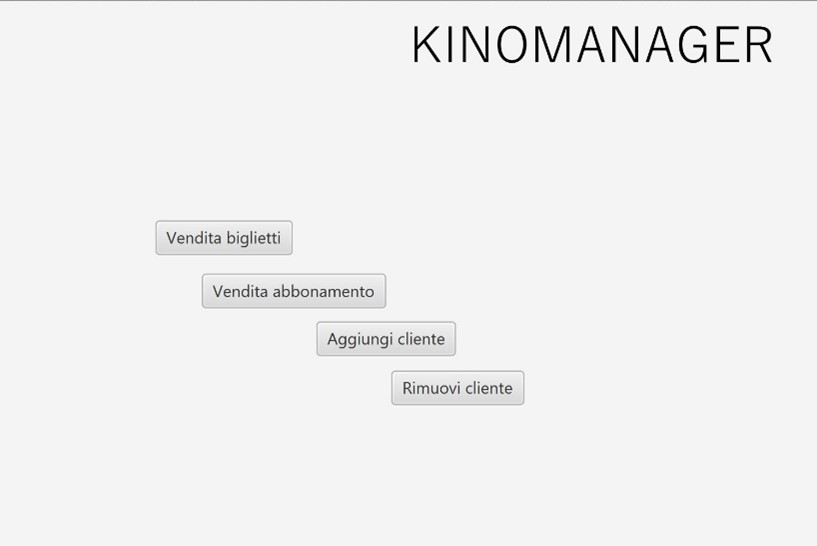 KINOMANAGER
Vendita biglietti
Vendita abbonamento
Aggiungi cliente
Rimuovi cliente